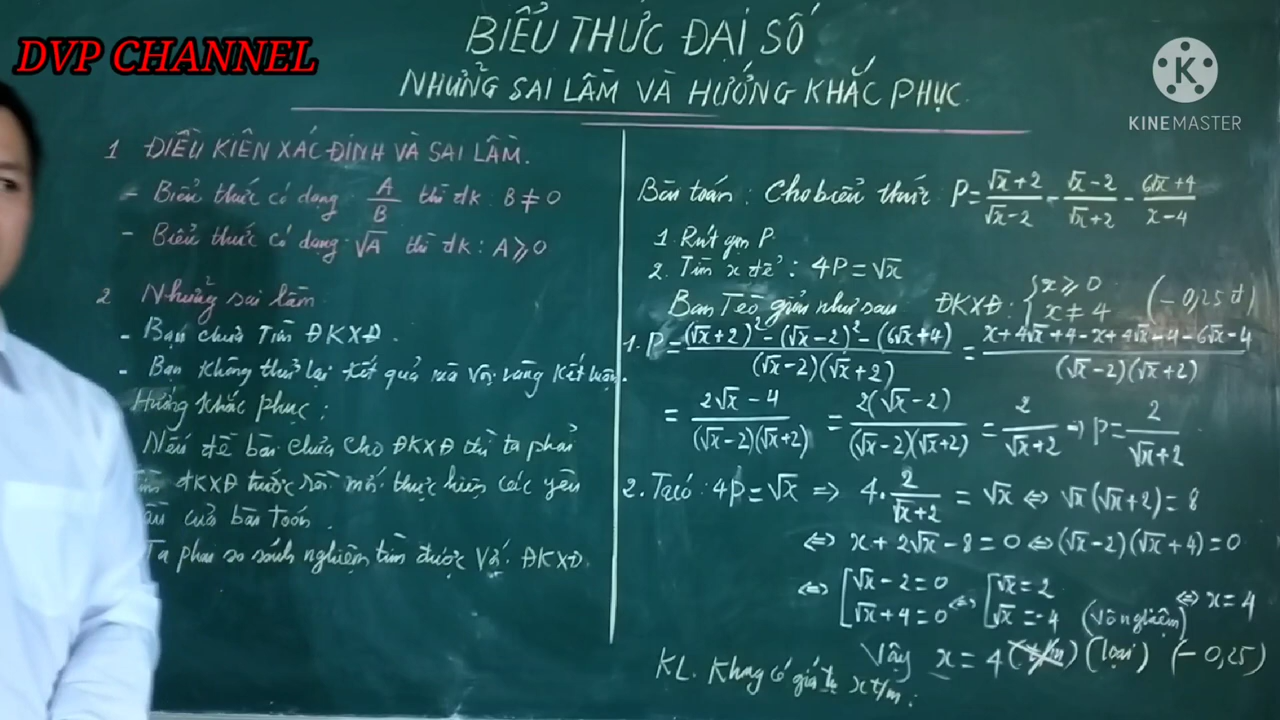 DVP CHANNEL
KINEMASTER
BIỂU THỨC ĐẠI SỐ
NHỮNG SAI LẦM VÀ HƯỚNG KHẮC PHỤC
1 ĐIỀU KIỆN XÁC ĐỊNH VÀ SAI LẦM.
- Biểu thức có dạng A/B thì đk: B ≠ 0
- Biểu thức có dạng √A thì đk: A ⩾ 0
2 Những sai lầm
- Bạn chưa Tìm ĐKXĐ.
- Bạn không thử lại kết quả mà vội vàng kết luận.
Hướng khắc phục:
Nếu đề bài chưa cho ĐKXĐ thì ta phải
ĐKXĐ trước rồi mới thực hiện các yêu
cầu của bài toán.
Ta phải so sánh nghiệm tìm được với ĐKXĐ.
Bài toán: Cho biểu thức P = (√x+2)/(√x-2) - (√x-2)/(√x+2) - (6√x+4)/(x-4)
1. Rút gọn P
2. Tìm x để: 4P = √x
Bạn Tèo giải như sau ĐKXĐ: { x ⩾ 0 x ≠ 4 (-0,25 đ)
1. P = ((√x+2)² - (√x-2)² - (6√x+4))/((√x-2)(√x+2)) = (x+4√x+4-x+4√x-4-6√x-4)/((√x-2)(√x+2))
= (2√x-4)/((√x-2)(√x+2)) = 2(√x-2)/((√x-2)(√x+2)) = 2/(√x+2) → P = 2/(√x+2)
2. Ta có: 4P = √x ⇒ 4. 2/(√x+2) = √x ⇔ √x(√x+2) = 8
⇔ x+2√x-8 = 0 ⇔ (√x-2)(√x+4) = 0
⇔ [ √x-2 = 0 √x+4 = 0 ⇔ [ √x = 2 √x = -4 (Vô nghiệm) ⇔ x = 4
Vậy x = 4 (t/m) (loại) (-0,25)
KL. Không có giá trị x t/m.